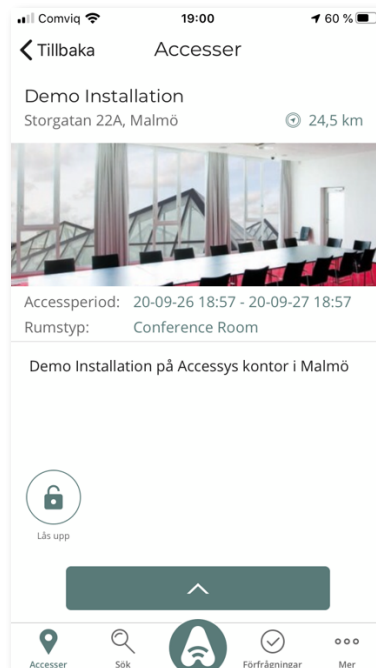 Comviq 19:00 60 %
Tillbaka Accesser
Demo Installation
Storgatan 22A, Malmö 24,5 km
Accessperiod: 20-09-26 18:57 - 20-09-27 18:57
Rumstyp: Conference Room
Demo Installation på Accessys kontor i Malmö
Lås upp
Accesser Sök Förfrågningar Mer